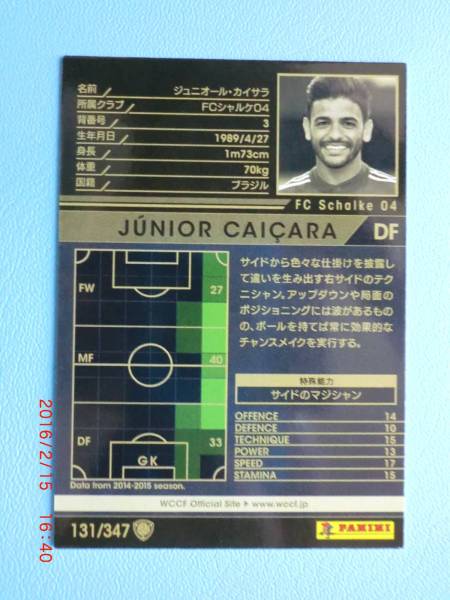 名前 ジュニオール・カイサラ
所属クラブ FCシャルケ04
背番号 3
生年月日 1989/4/27
身長 1m73cm
体重 70kg
国籍 ブラジル
FC Schalke 04
JÚNIOR CAIÇARA DF
FW 27
MF 40
DF 33
GK
Data from 2014-2015 season.
サイドから色々な仕掛けを披露し
て違いを生み出す右サイドのテク
ニシャン。アップダウンや局面の
ポジショニングには波があるもの
の、ボールを持てば常に効果的な
チャンスメイクを実行する。
特殊能力
サイドのマジシャン
OFFENCE 14
DEFENCE 10
TECHNIQUE 15
POWER 13
SPEED 17
STAMINA 15
WCCF Official Site ▶ www.wccf.jp
131/347
PANINI
2016/2/15 16:40